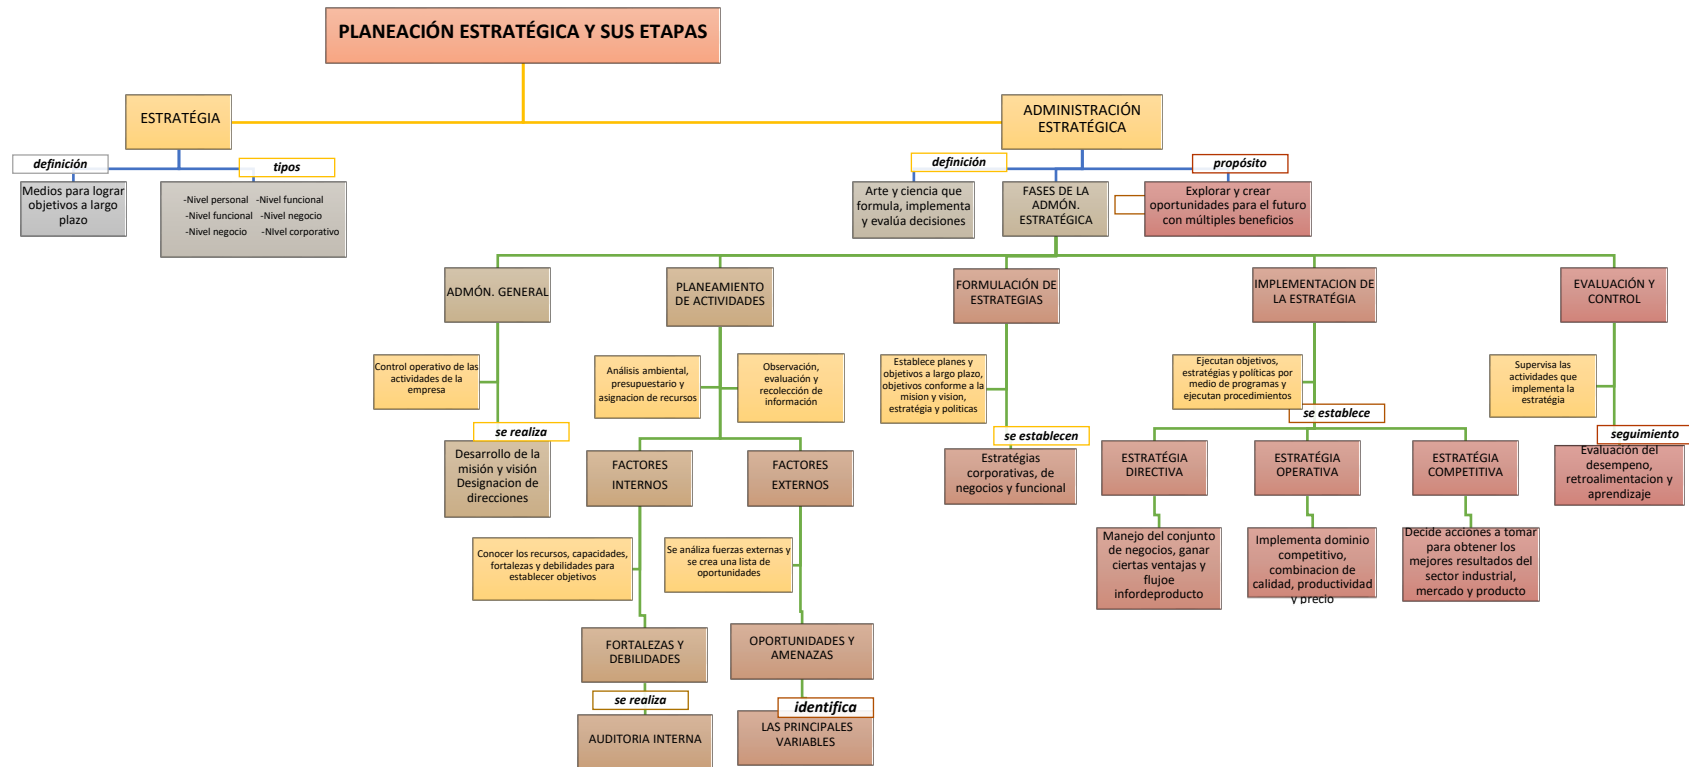 PLANEACIÓN ESTRATÉGICA Y SUS ETAPAS
ESTRATÉGIA
ADMINISTRACIÓN
ESTRATÉGICA
definición
tipos
definición
propósito
Medios para lograr
objetivos a largo
plazo
-Nivel personal -Nivel funcional
-Nivel funcional -Nivel negocio
-Nivel negocio -NIvel corporativo
Arte y ciencia que
formula, implementa
y evalúa decisiones
FASES DE LA
ADMÓN.
ESTRATÉGICA
Explorar y crear
oportunidades para el futuro
con múltiples beneficios
ADMÓN. GENERAL
PLANEAMIENTO
DE ACTIVIDADES
FORMULACIÓN DE
ESTRATEGIAS
IMPLEMENTACION DE
LA ESTRATÉGIA
EVALUACIÓN Y
CONTROL
Control operativo de las
actividades de la
empresa
Análisis ambiental,
presupuestario y
asignacion de recursos
Observación,
evaluación y
recolección de
información
Establece planes y
objetivos a largo plazo,
objetivos conforme a la
mision y vision,
estratégia y politicas
Ejecutan objetivos,
estratégias y políticas por
medio de programas y
ejecutan procedimientos
Supervisa las
actividades que
implementa la
estratégia
se realiza
se establecen
se establece
seguimiento
Desarrollo de la
misión y visión
Designacion de
direcciones
FACTORES
INTERNOS
FACTORES
EXTERNOS
Estratégias
corporativas, de
negocios y funcional
ESTRATÉGIA
DIRECTIVA
ESTRATÉGIA
OPERATIVA
ESTRATÉGIA
COMPETITIVA
Evaluación del
desempeno,
retroalimentacion y
aprendizaje
Conocer los recursos, capacidades,
fortalezas y debilidades para
establecer objetivos
Se análiza fuerzas externas y
se crea una lista de
oportunidades
Manejo del conjunto
de negocios, ganar
ciertas ventajas y
flujoe
infordeproducto
Implementa dominio
competitivo,
combinacion de
calidad, productividad
y precio
Decide acciones a tomar
para obtener los
mejores resultados del
sector industrial,
mercado y producto
FORTALEZAS Y
DEBILIDADES
OPORTUNIDADES Y
AMENAZAS
se realiza
identifica
AUDITORIA INTERNA
LAS PRINCIPALES
VARIABLES